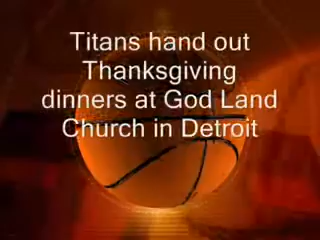 Titans hand out
Thanksgiving
dinners at God Land
Church in Detroit